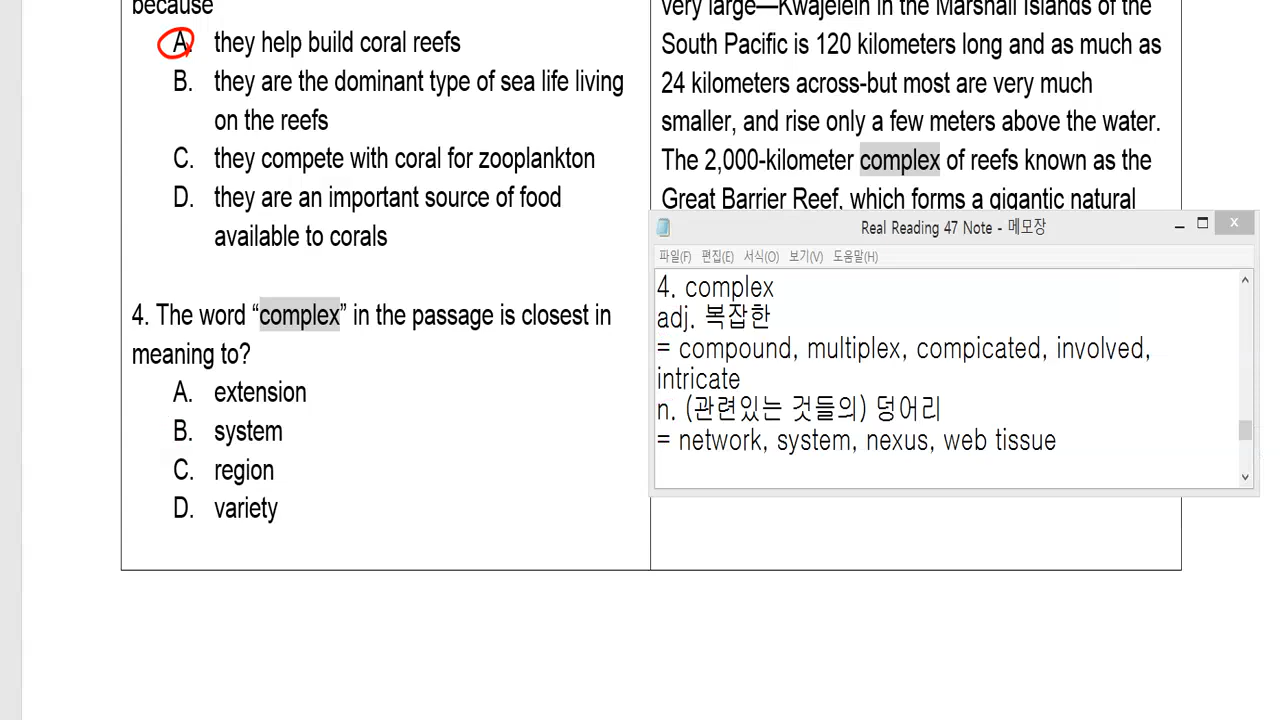 because
A. they help build coral reefs
B. they are the dominant type of sea life living
on the reefs
C. they compete with coral for zooplankton
D. they are an important source of food
available to corals
4. The word “complex” in the passage is closest in
meaning to?
A. extension
B. system
C. region
D. variety
very large—Kwajelein in the Marshall Islands of the
South Pacific is 120 kilometers long and as much as
24 kilometers across-but most are very much
smaller, and rise only a few meters above the water.
The 2,000-kilometer complex of reefs known as the
Great Barrier Reef, which forms a gigantic natural
Real Reading 47 Note - 메모장
파일(F) 편집(E) 서식(O) 보기(V) 도움말(H)
4. complex
adj. 복잡한
= compound, multiplex, compicated, involved,
intricate
n. (관련있는 것들의) 덩어리
= network, system, nexus, web tissue